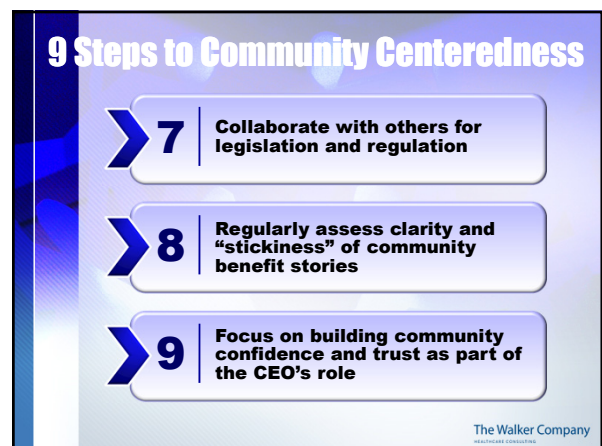 9 Steps to Community Centeredness
7
Collaborate with others for
legislation and regulation
8
Regularly assess clarity and
“stickiness” of community
benefit stories
9
Focus on building community
confidence and trust as part of
the CEO’s role
The Walker Company
HEALTHCARE CONSULTING